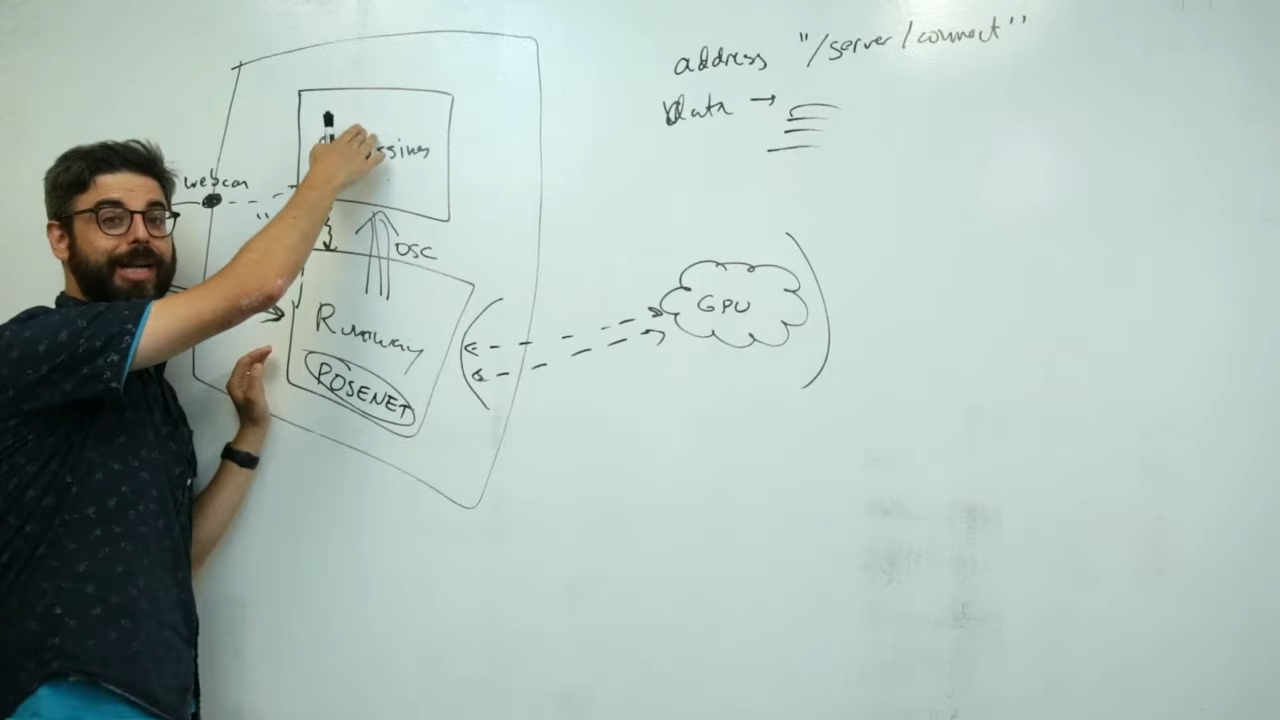 address "/server/connect"
Data →
webcam
OSC
GPU
Runway
POSENET